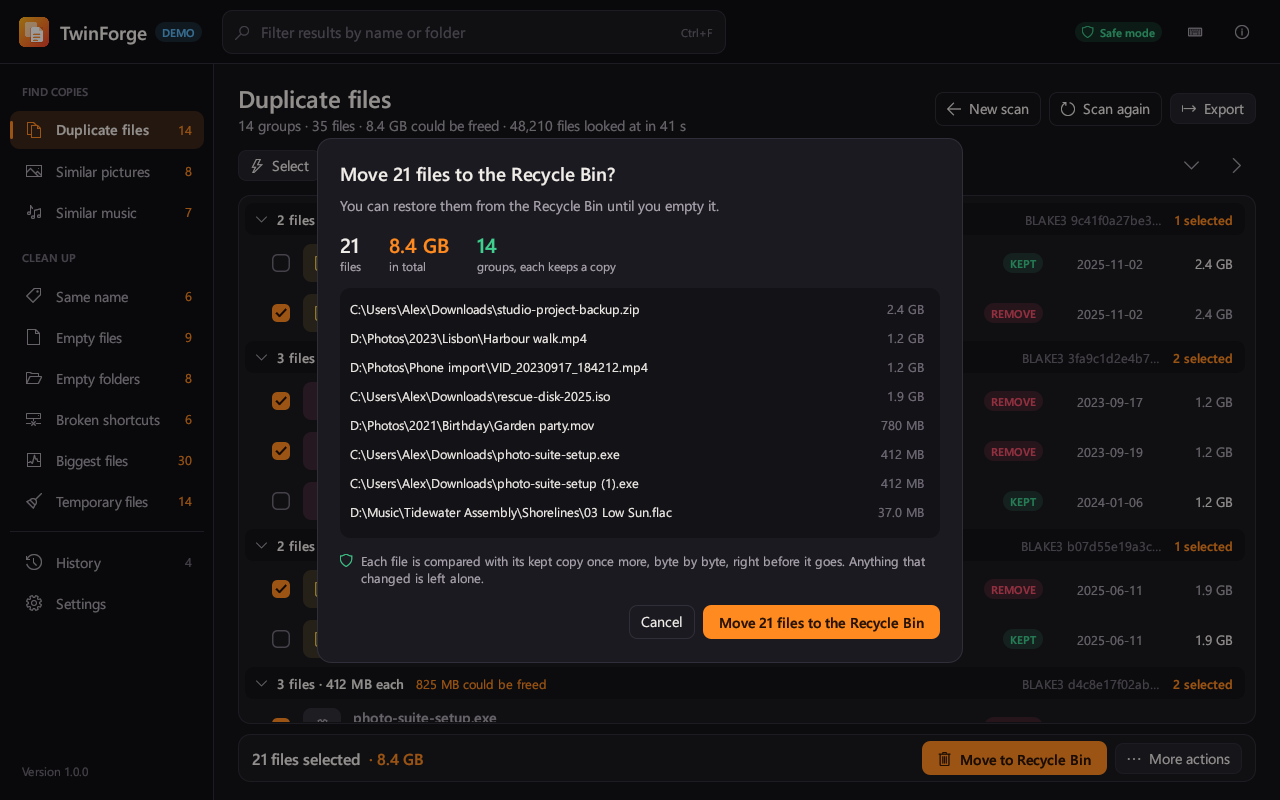 TwinForge DEMO
Filter results by name or folder Ctrl+F
Safe mode
FIND COPIES
Duplicate files 14
Similar pictures 8
Similar music 7
CLEAN UP
Same name 6
Empty files 9
Empty folders 8
Broken shortcuts 6
Biggest files 30
Temporary files 14
History 4
Settings
Version 1.0.0
Duplicate files
14 groups · 35 files · 8.4 GB could be freed · 48,210 files looked at in 41 s
New scan
Scan again
Export
Select
2 files BLAKE3 9c41f0a27be3... 1 selected
KEPT 2025-11-02 2.4 GB
REMOVE 2025-11-02 2.4 GB
3 files BLAKE3 3fa9c1d2e4b7... 2 selected
REMOVE 2023-09-17 1.2 GB
REMOVE 2023-09-19 1.2 GB
KEPT 2024-01-06 1.2 GB
2 files BLAKE3 b07d55e19a3c... 1 selected
REMOVE 2025-06-11 1.9 GB
KEPT 2025-06-11 1.9 GB
3 files · 412 MB each 825 MB could be freed BLAKE3 d4c8e17f02ab... 2 selected
photo-suite-setup.exe
Move 21 files to the Recycle Bin?
You can restore them from the Recycle Bin until you empty it.
21 8.4 GB 14
files in total groups, each keeps a copy
C:\Users\Alex\Downloads\studio-project-backup.zip 2.4 GB
D:\Photos\2023\Lisbon\Harbour walk.mp4 1.2 GB
D:\Photos\Phone import\VID_20230917_184212.mp4 1.2 GB
C:\Users\Alex\Downloads\rescue-disk-2025.iso 1.9 GB
D:\Photos\2021\Birthday\Garden party.mov 780 MB
C:\Users\Alex\Downloads\photo-suite-setup.exe 412 MB
C:\Users\Alex\Downloads\photo-suite-setup (1).exe 412 MB
D:\Music\Tidewater Assembly\Shorelines\03 Low Sun.flac 37.0 MB
Each file is compared with its kept copy once more, byte by byte, right before it goes. Anything that
changed is left alone.
Cancel
Move 21 files to the Recycle Bin
21 files selected · 8.4 GB
Move to Recycle Bin
More actions